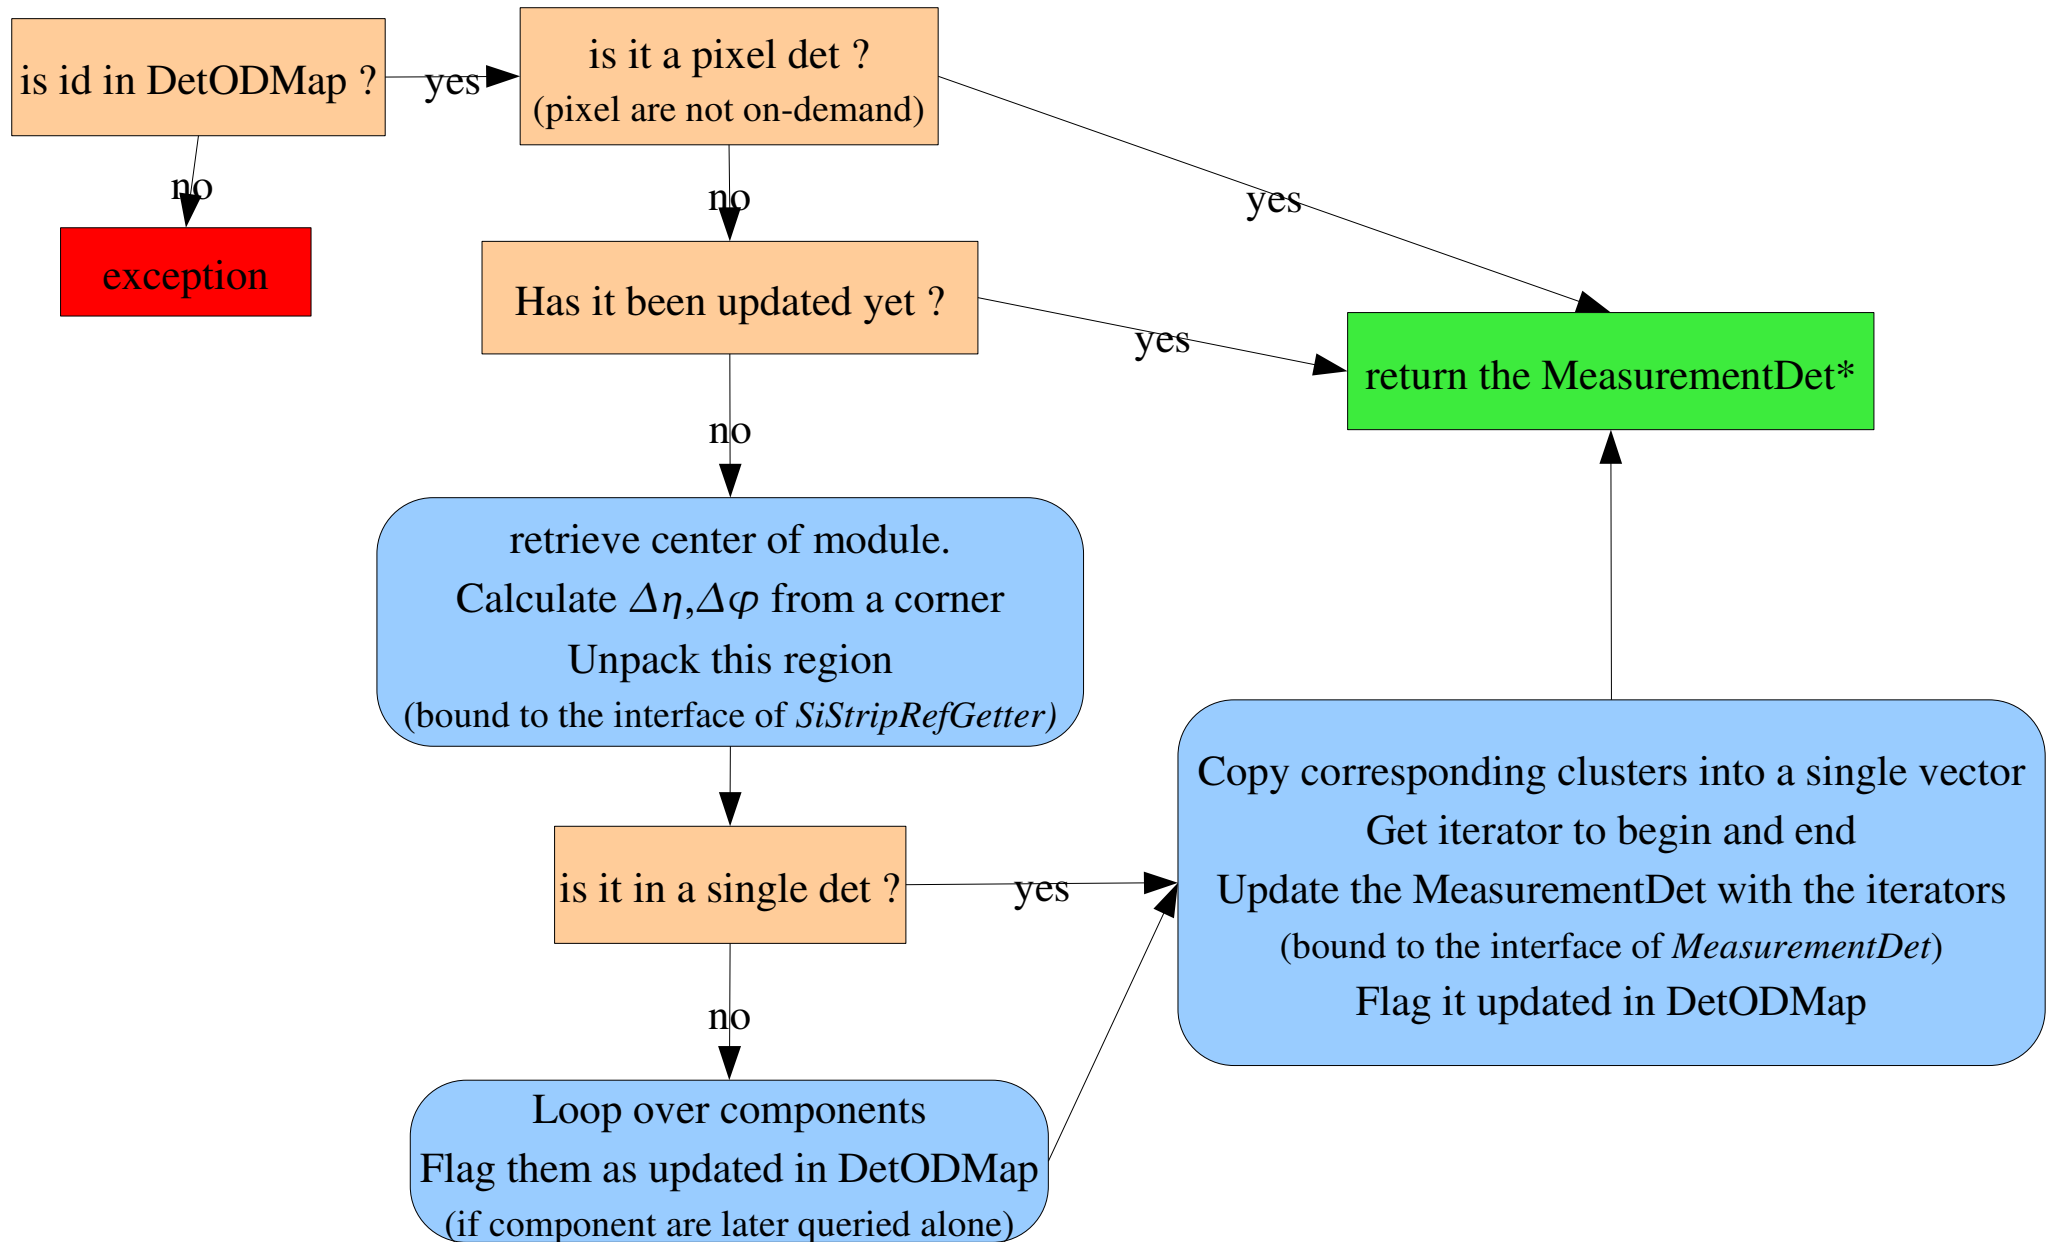 is id in DetODMap ?
yes
is it a pixel det ?
(pixel are not on-demand)
no
exception
no
yes
Has it been updated yet ?
yes
return the MeasurementDet*
no
retrieve center of module.
Calculate Δη,Δφ from a corner
Unpack this region
(bound to the interface of SiStripRefGetter)
is it in a single det ?
yes
no
Loop over components
Flag them as updated in DetODMap
(if component are later queried alone)
Copy corresponding clusters into a single vector
Get iterator to begin and end
Update the MeasurementDet with the iterators
(bound to the interface of MeasurementDet)
Flag it updated in DetODMap